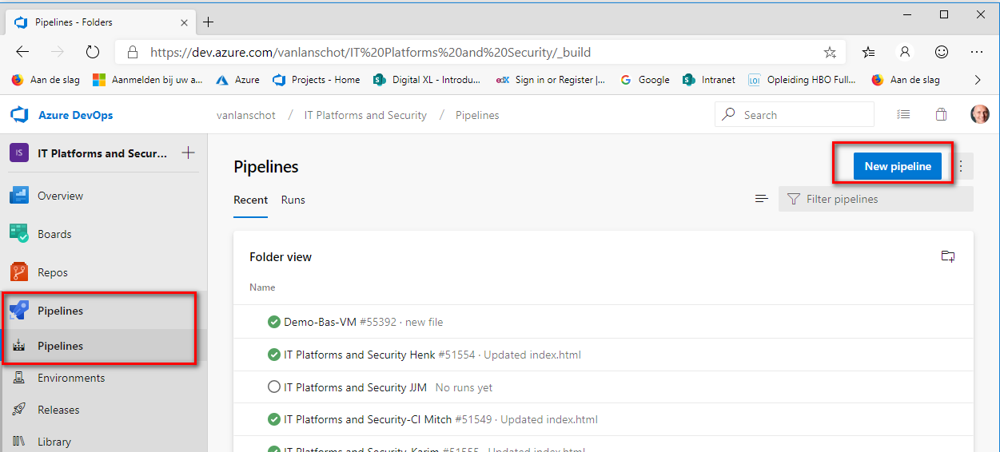 Pipelines - Folders
https://dev.azure.com/vanlanschot/IT%20Platforms%20and%20Security/_build
Aan de slag Aanmelden bij uw a... Azure Projects - Home Digital XL - Introdu... edX Sign in or Register |... Google Intranet LOI Opleiding HBO Full... Aan de slag
Azure DevOps vanlanschot / IT Platforms and Security / Pipelines Search
IS IT Platforms and Secur...
Overview
Boards
Repos
Pipelines
Pipelines
Environments
Releases
Library
Pipelines New pipeline
Recent Runs Filter pipelines
Folder view
Name
Demo-Bas-VM #55392 · new file
IT Platforms and Security Henk #51554 · Updated index.html
IT Platforms and Security JJM No runs yet
IT Platforms and Security-CI Mitch #51549 · Updated index.html
IT Platforms and Security-Karim #51555 · Updated index.html